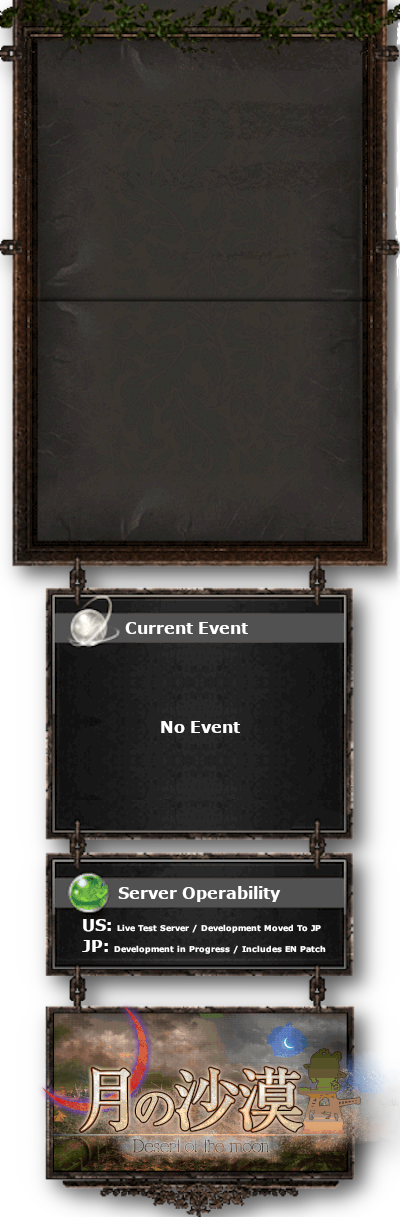 Current Event
No Event
Server Operability
US: Live Test Server / Development Moved To JP
JP: Development in Progress / Includes EN Patch
月の沙漠
Desert of the moon